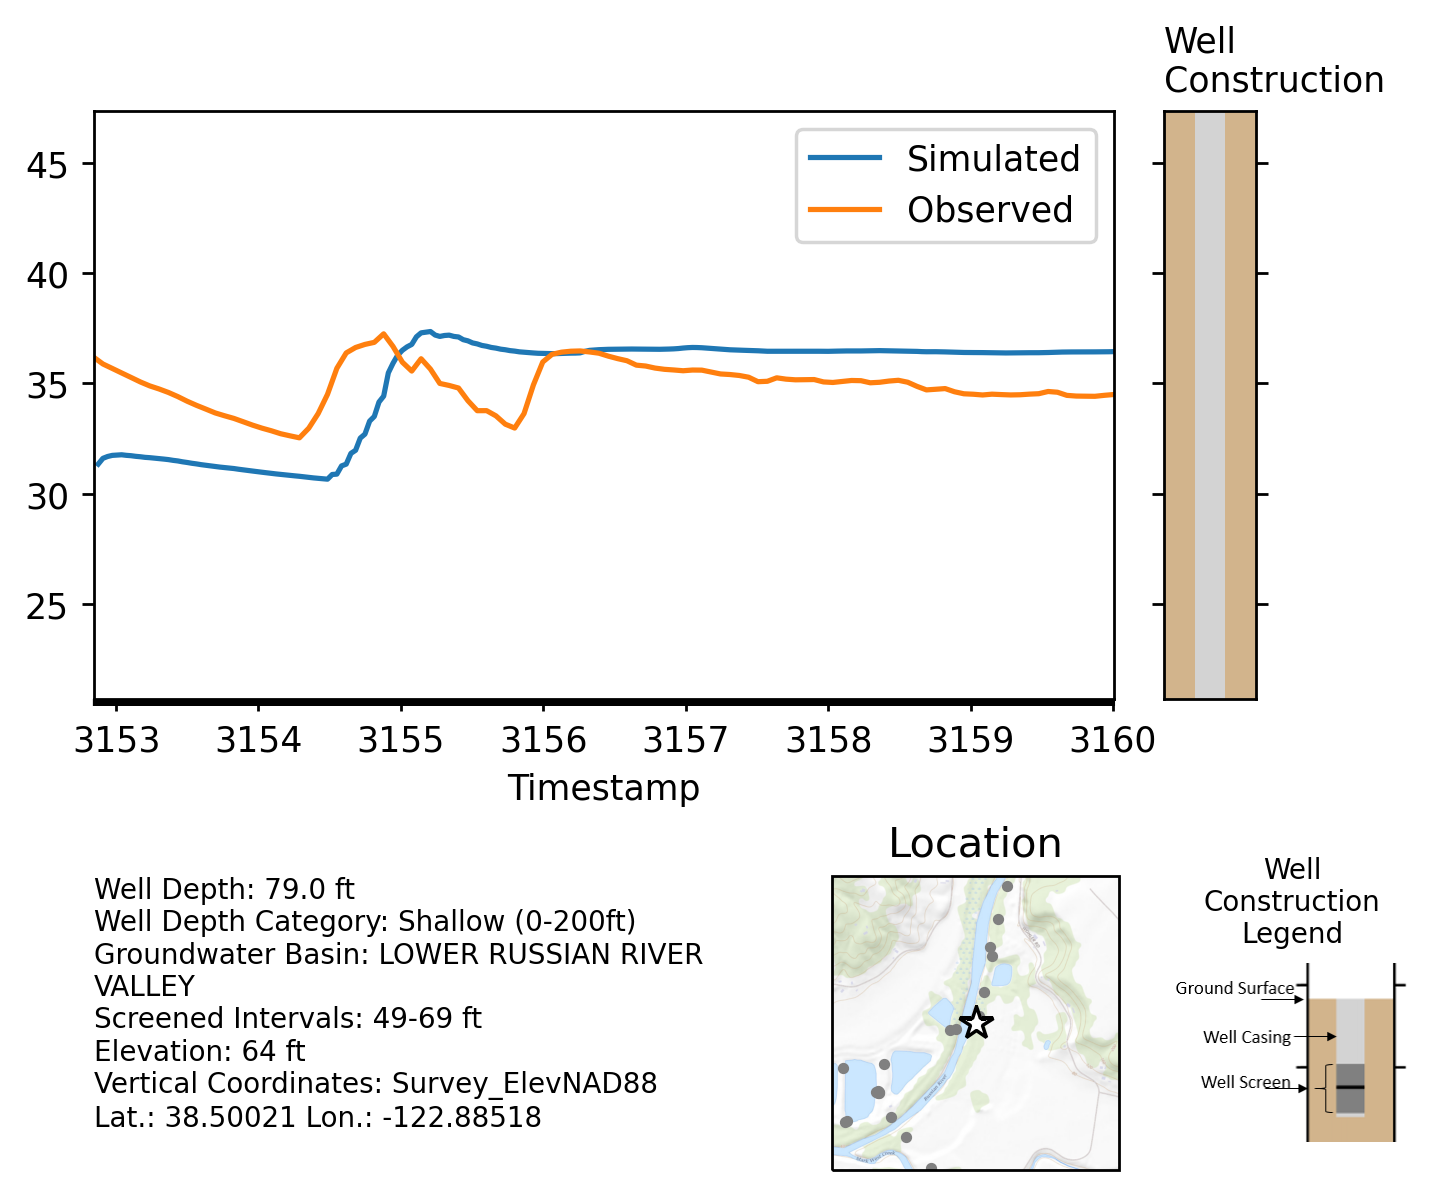 Well
Construction
45
40
35
30
25
Simulated
Observed
3153 3154 3155 3156 3157 3158 3159 3160
Timestamp
Well Depth: 79.0 ft
Well Depth Category: Shallow (0-200ft)
Groundwater Basin: LOWER RUSSIAN RIVER
VALLEY
Screened Intervals: 49-69 ft
Elevation: 64 ft
Vertical Coordinates: Survey_ElevNAD88
Lat.: 38.50021 Lon.: -122.88518
Location
Well
Construction
Legend
Ground Surface
Well Casing
Well Screen